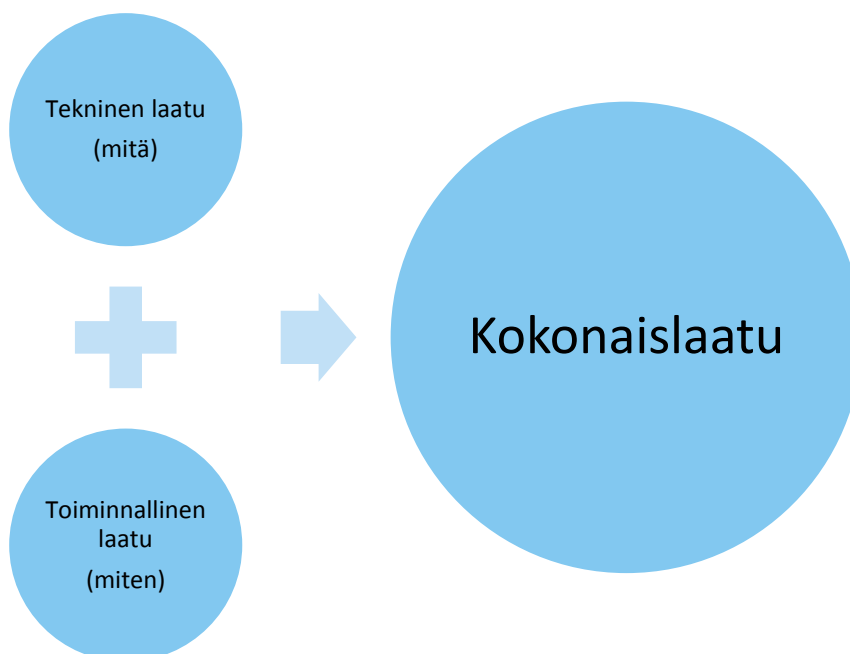 Tekninen laatu
(mitä)
Kokonaislaatu
Toiminnallinen
laatu
(miten)